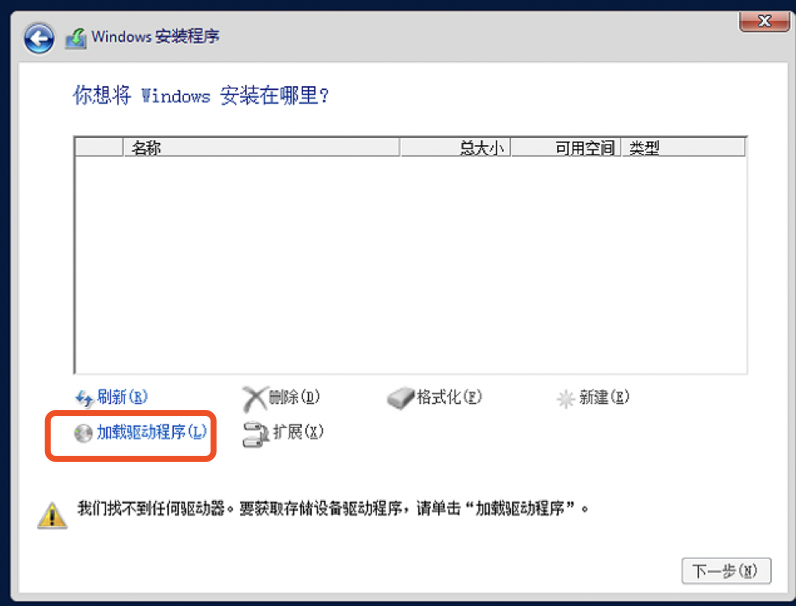 Windows 安装程序
你想将 Windows 安装在哪里?
名称 总大小 可用空间 类型
刷新(R) 删除(D) 格式化(F) 新建(E)
加载驱动程序(L) 扩展(X)
我们找不到任何驱动器。要获取存储设备驱动程序，请单击“加载驱动程序”。
下一步(N)